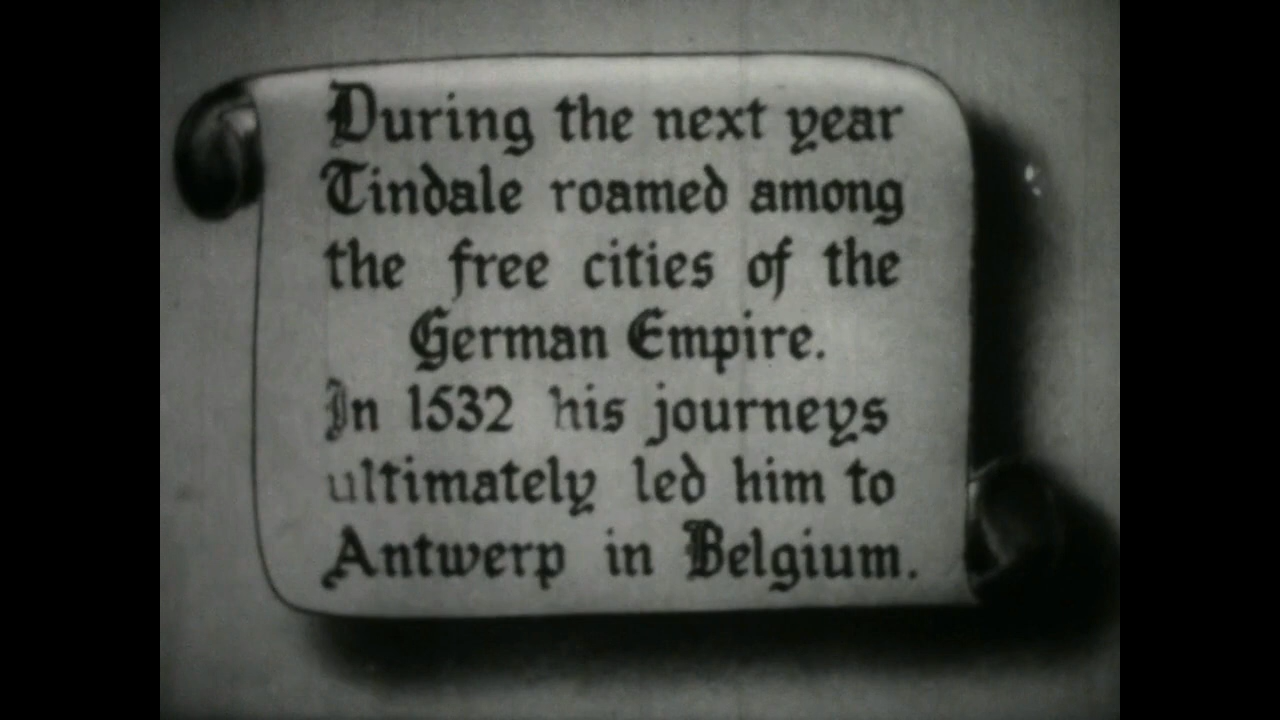 During the next year
Tindale roamed among
the free cities of the
German Empire.
In 1532 his journeys
ultimately led him to
Antwerp in Belgium.